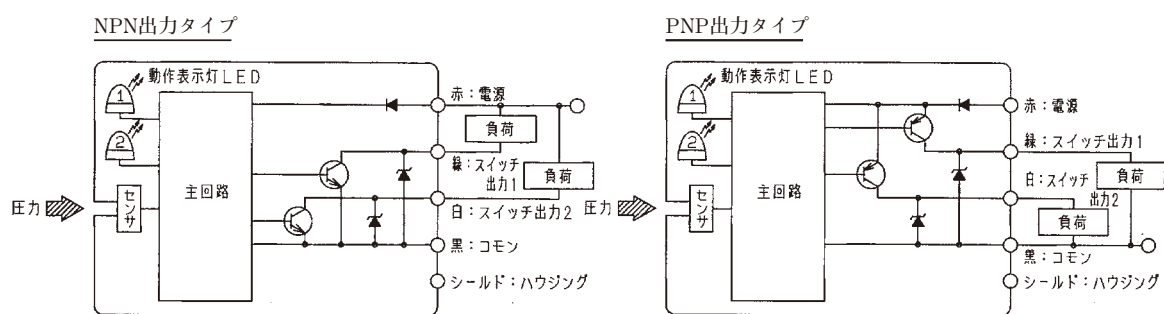 NPN出力タイプ
動作表示灯LED
1
2
センサ
主回路
圧力
赤：電源
負荷
緑：スイッチ
出力1
負荷
白：スイッチ出力2
黒：コモン
シールド：ハウジング
PNP出力タイプ
動作表示灯LED
1
2
センサ
主回路
圧力
赤：電源
緑：スイッチ出力1
負荷
白：スイッチ
出力2
負荷
黒：コモン
シールド：ハウジング